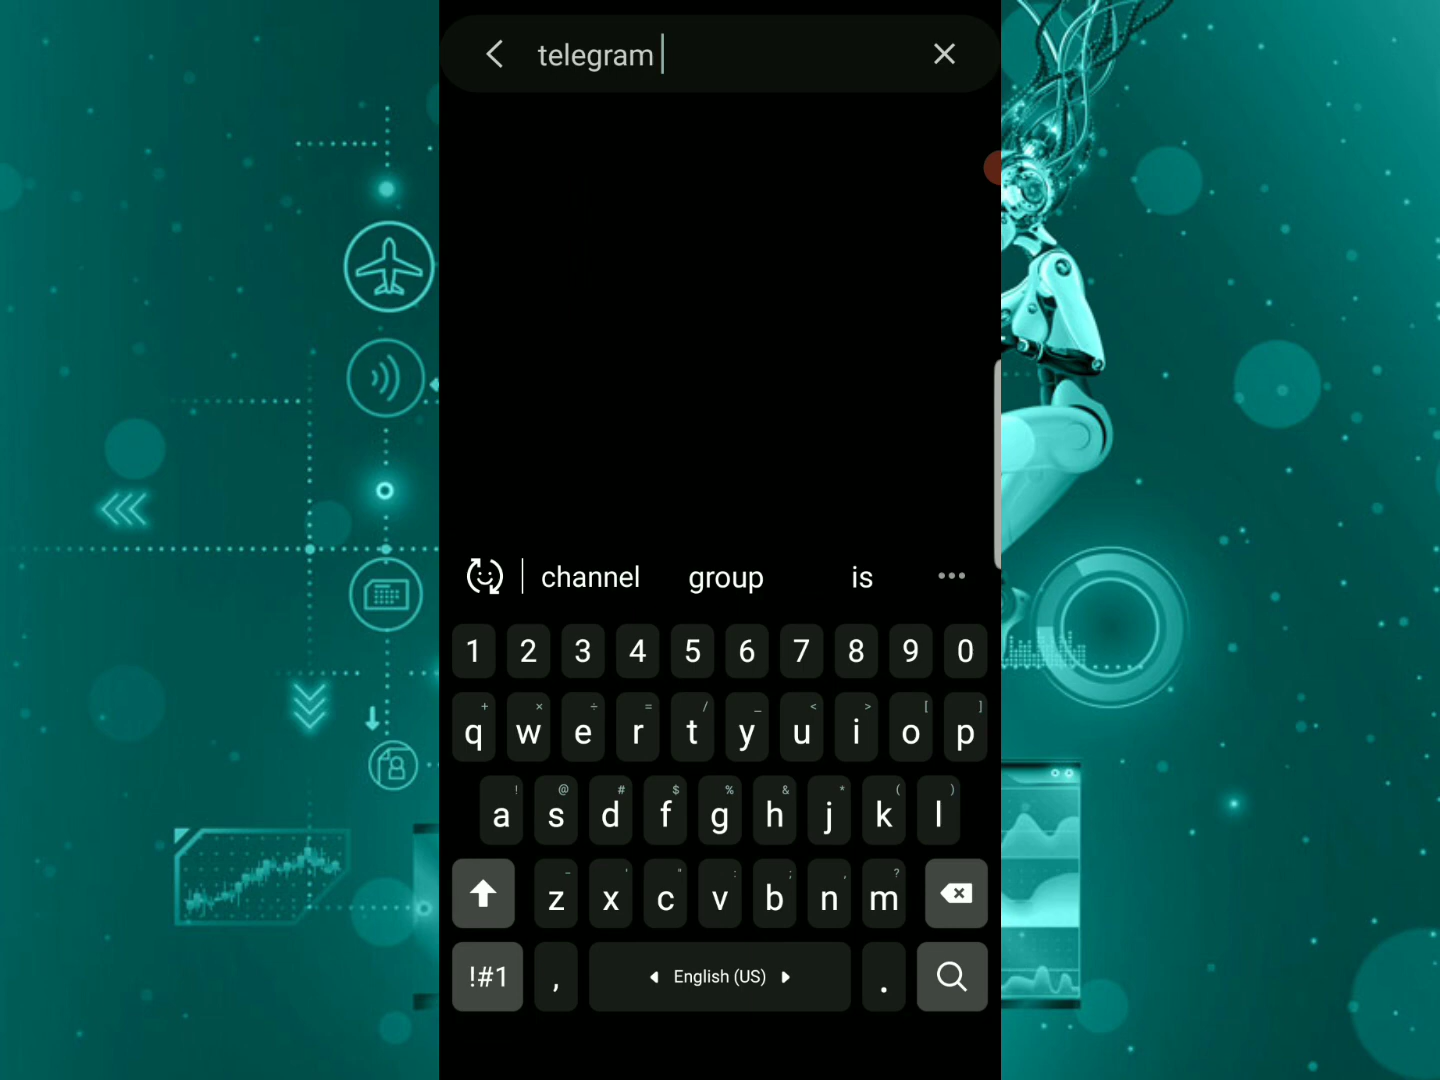 telegram
channel group is
1 2 3 4 5 6 7 8 9 0
+ × ÷ = / _ < > [ ]
q w e r t y u i o p
! @ # $ % & * ( )
a s d f g h j k l
- ' " : ; , ?
z x c v b n m
!#1 , English (US) .